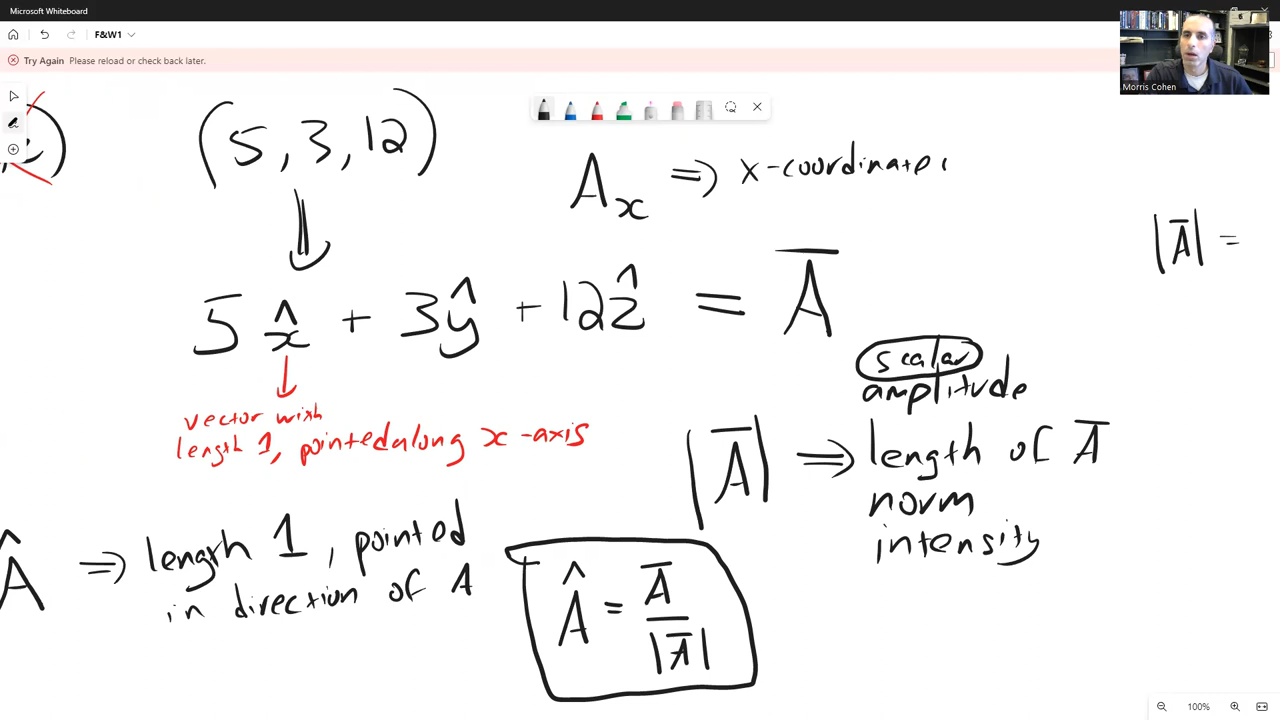 Microsoft Whiteboard
F&W1
Try Again Please reload or check back later.
Morris Cohen
(5, 3, 12)
A_x ⇒ x-coordinate
|A̅| =
5 x̂ + 3ŷ + 12ẑ = A̅
scalar
amplitude
vector with
length 1, pointed along x-axis
|A̅| ⇒ length of A̅
norm
intensity
Â ⇒ length 1, pointed
in direction of A
Â = A̅ / |A̅|
100%